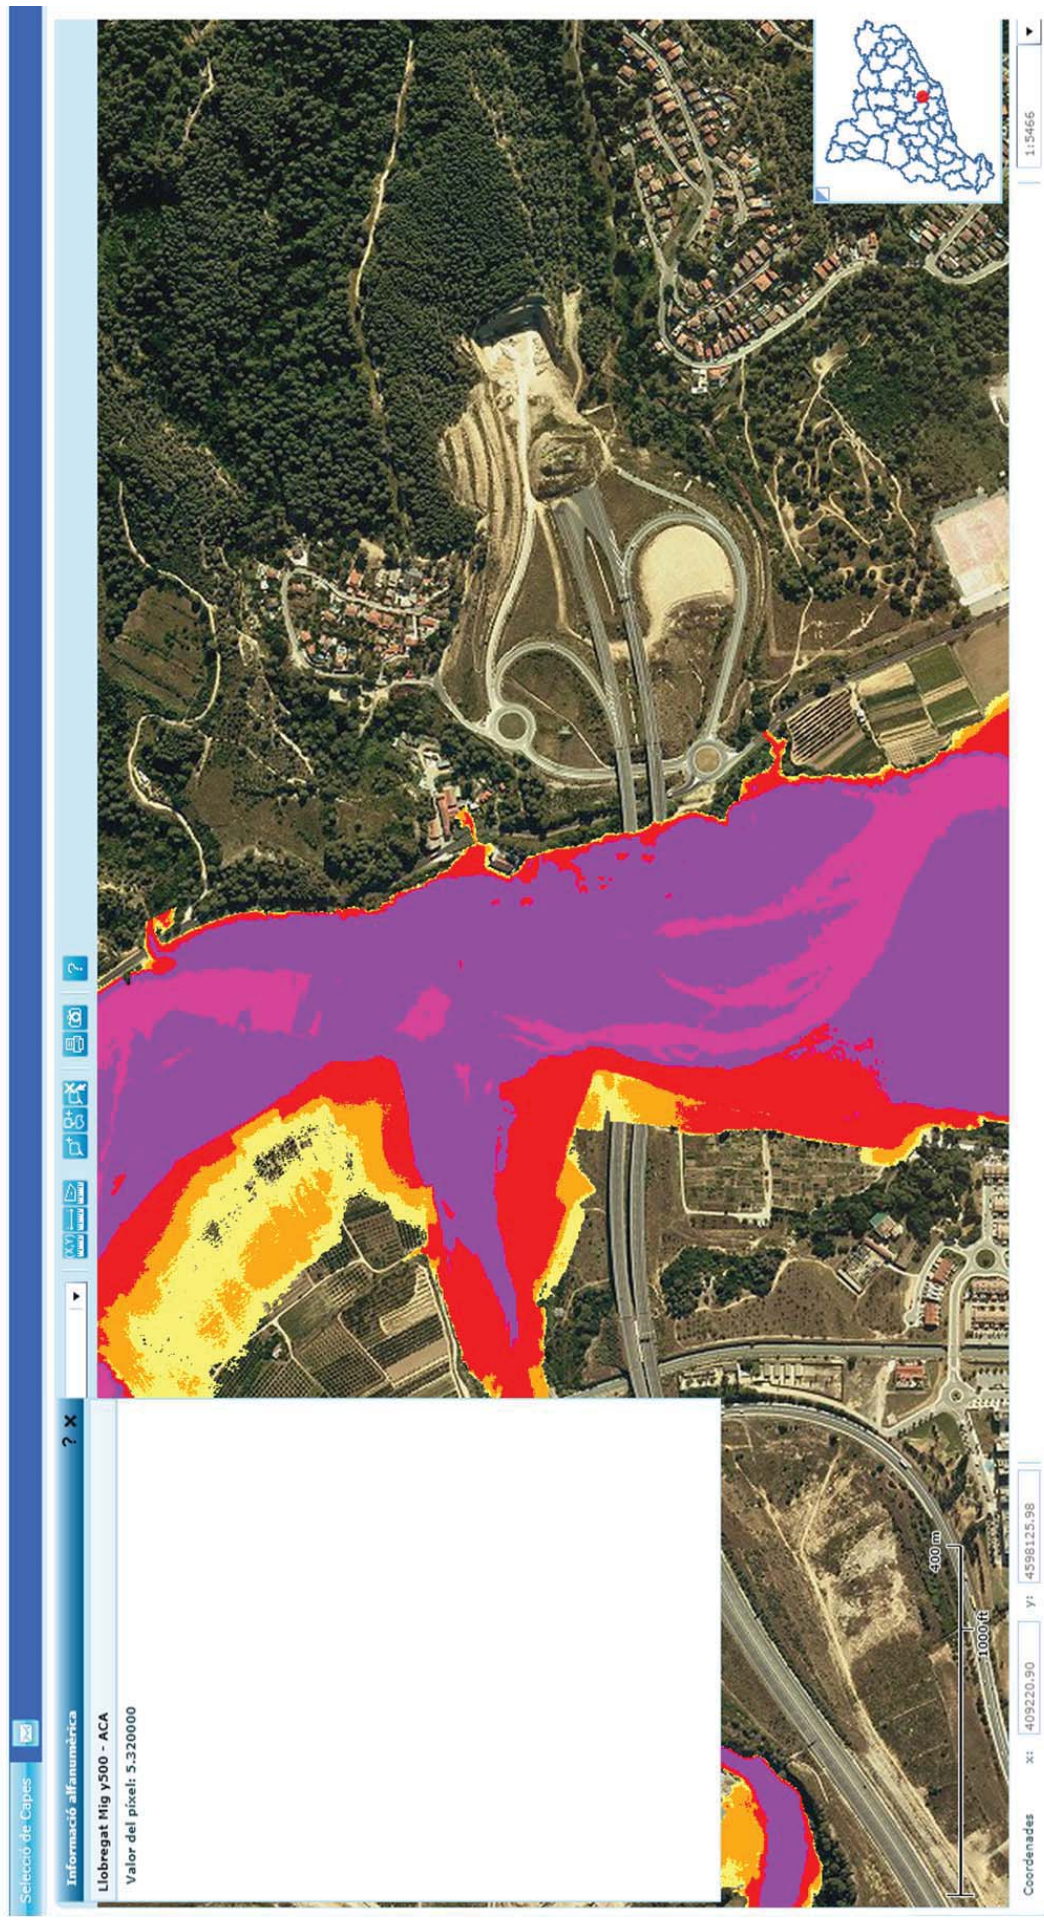 Selecció de Capes
Informació alfanumèrica
? ×
Llobregat Mig y500 - ACA
Valor del píxel: 5.320000
(X,Y)
?
400 m
1000 ft
Coordenades x: 409220.90 y: 4598125.98 1:5466